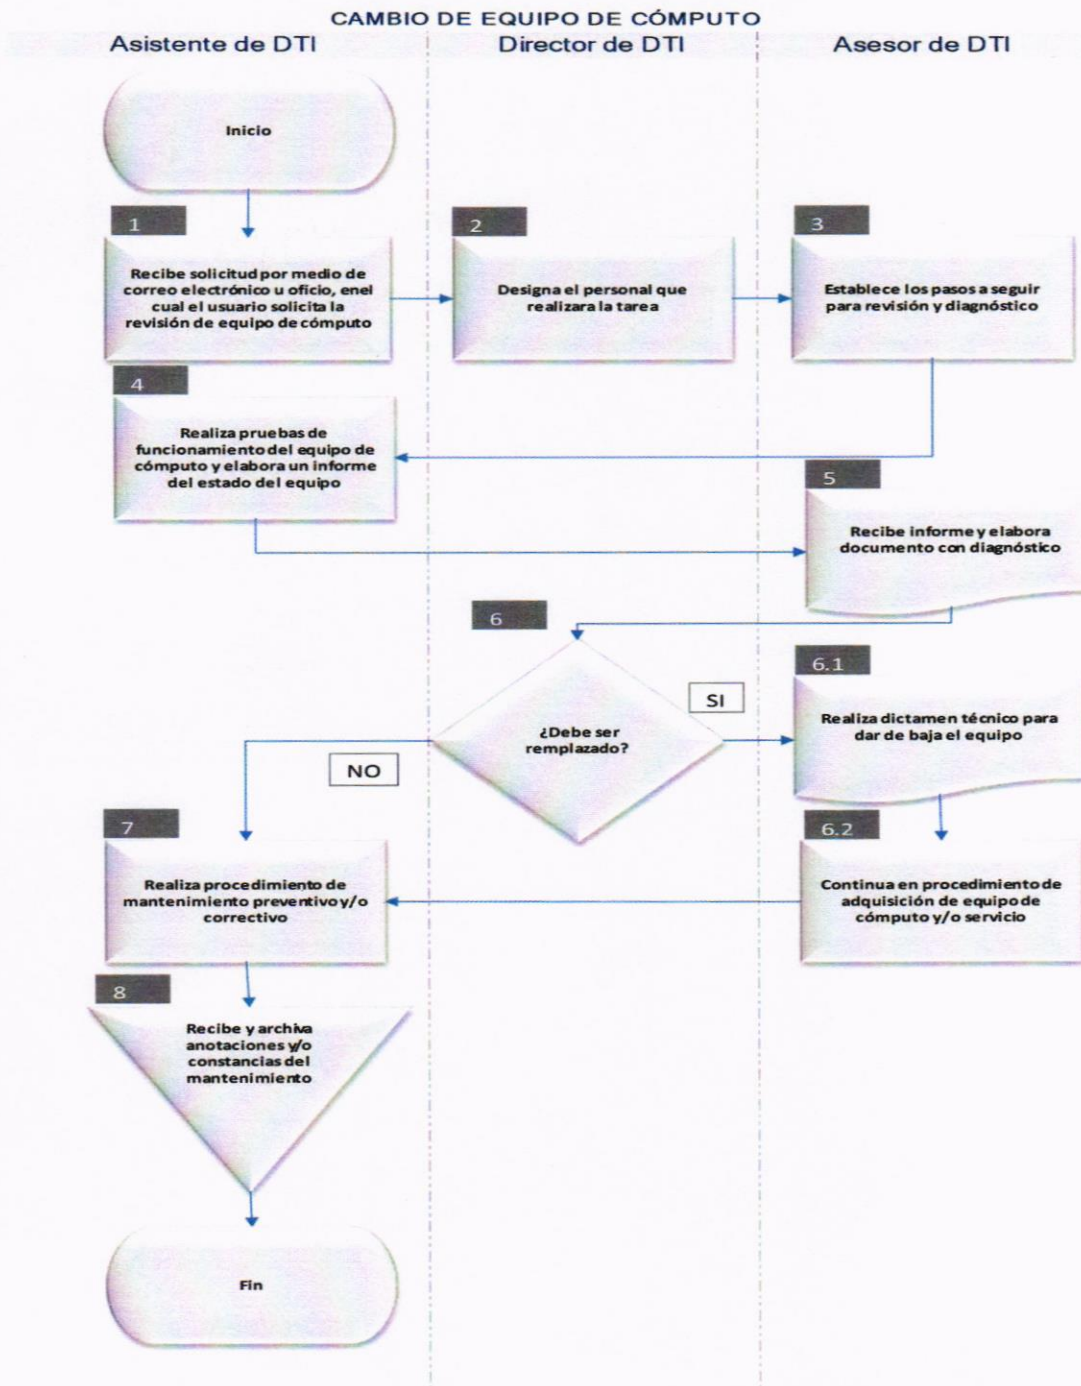 CAMBIO DE EQUIPO DE CÓMPUTO
Asistente de DTI
Director de DTI
Asesor de DTI
Inicio
1
Recibe solicitud por medio de
correo electrónico u oficio, enel
cual el usuario solicita la
revisión de equipo de cómputo
2
Designa el personal que
realizara la tarea
3
Establece los pasos a seguir
para revisión y diagnóstico
4
Realiza pruebas de
funcionamiento del equipo de
cómputo y elabora un informe
del estado del equipo
5
Recibe informe y elabora
documento con diagnóstico
6
¿Debe ser
remplazado?
SI
NO
6.1
Realiza dictamen técnico para
dar de baja el equipo
6.2
Continua en procedimiento de
adquisición de equipo de
cómputo y/o servicio
7
Realiza procedimiento de
mantenimiento preventivo y/o
correctivo
8
Recibe y archiva
anotaciones y/o
constancias del
mantenimiento
Fin